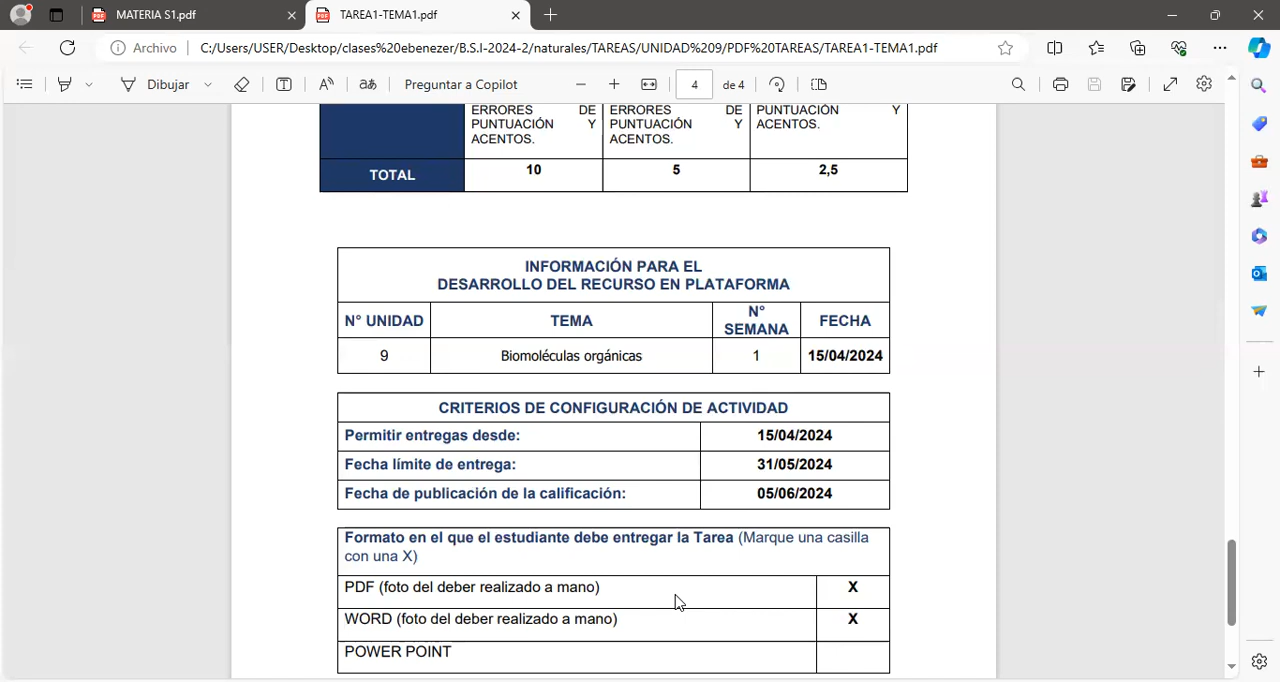 MATERIA S1.pdf
TAREA1-TEMA1.pdf
Archivo
C:/Users/USER/Desktop/clases%20ebenezer/B.S.I-2024-2/naturales/TAREAS/UNIDAD%209/PDF%20TAREAS/TAREA1-TEMA1.pdf
Dibujar
aあ
Preguntar a Copilot
4
de 4
ERRORES DE
PUNTUACIÓN Y
ACENTOS.
ERRORES DE
PUNTUACIÓN Y
ACENTOS.
PUNTUACIÓN Y
ACENTOS.
TOTAL
10
5
2,5
INFORMACIÓN PARA EL
DESARROLLO DEL RECURSO EN PLATAFORMA
N° UNIDAD
TEMA
N°
SEMANA
FECHA
9
Biomoléculas orgánicas
1
15/04/2024
CRITERIOS DE CONFIGURACIÓN DE ACTIVIDAD
Permitir entregas desde:
15/04/2024
Fecha límite de entrega:
31/05/2024
Fecha de publicación de la calificación:
05/06/2024
Formato en el que el estudiante debe entregar la Tarea (Marque una casilla
con una X)
PDF (foto del deber realizado a mano)
X
WORD (foto del deber realizado a mano)
X
POWER POINT